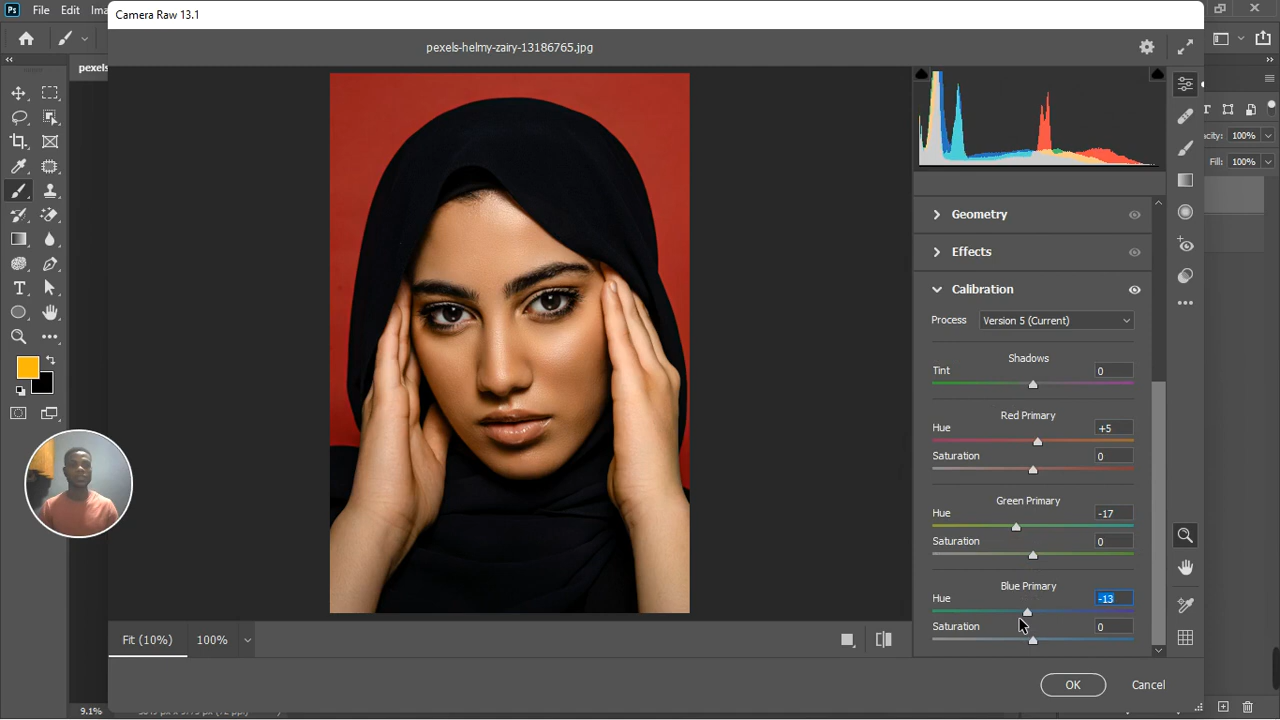 Camera Raw 13.1
File Edit Ima
pexels-helmy-zairy-13186765.jpg
pexels
acity: 100%
Fill: 100%
Geometry
Effects
Calibration
Process Version 5 (Current)
Shadows
Tint 0
Red Primary
Hue +5
Saturation 0
Green Primary
Hue -17
Saturation 0
Blue Primary
Hue -13
Saturation 0
Fit (10%) 100%
OK Cancel
9.1%